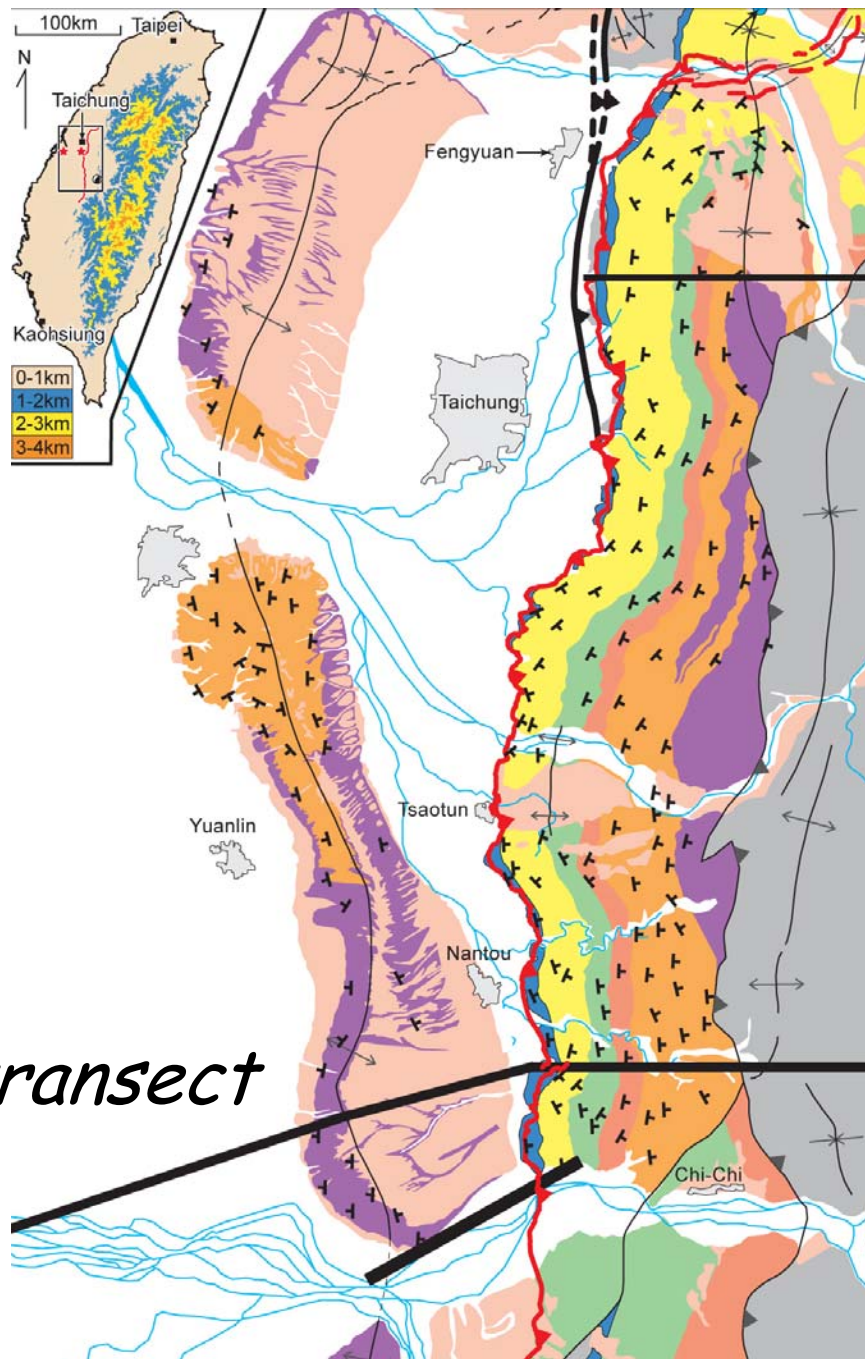 100km
Taipei
N
Taichung
Kaohsiung
0-1km
1-2km
2-3km
3-4km
Fengyuan
Taichung
Yuanlin
Tsaotun
Nantou
ransect
Chi-Chi